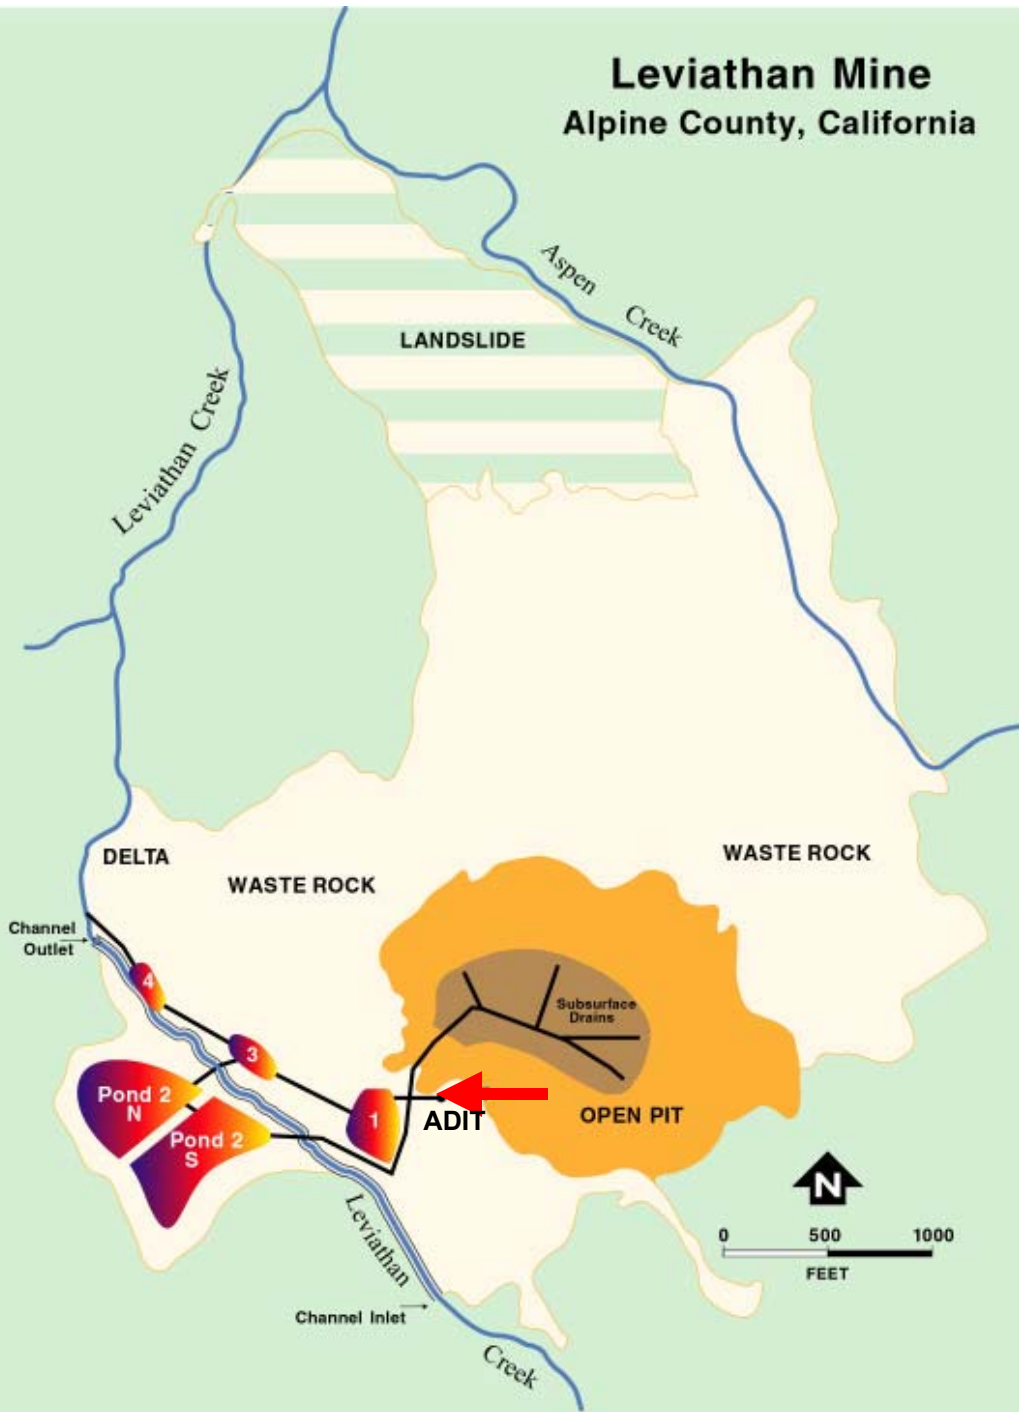 Leviathan Mine
Alpine County, California
Aspen Creek
LANDSLIDE
Leviathan Creek
DELTA
WASTE ROCK
WASTE ROCK
Channel
Outlet
4
3
Subsurface
Drains
Pond 2
N
1
ADIT
OPEN PIT
Pond 2
S
N
Leviathan
0 500 1000
FEET
Channel Inlet
Creek